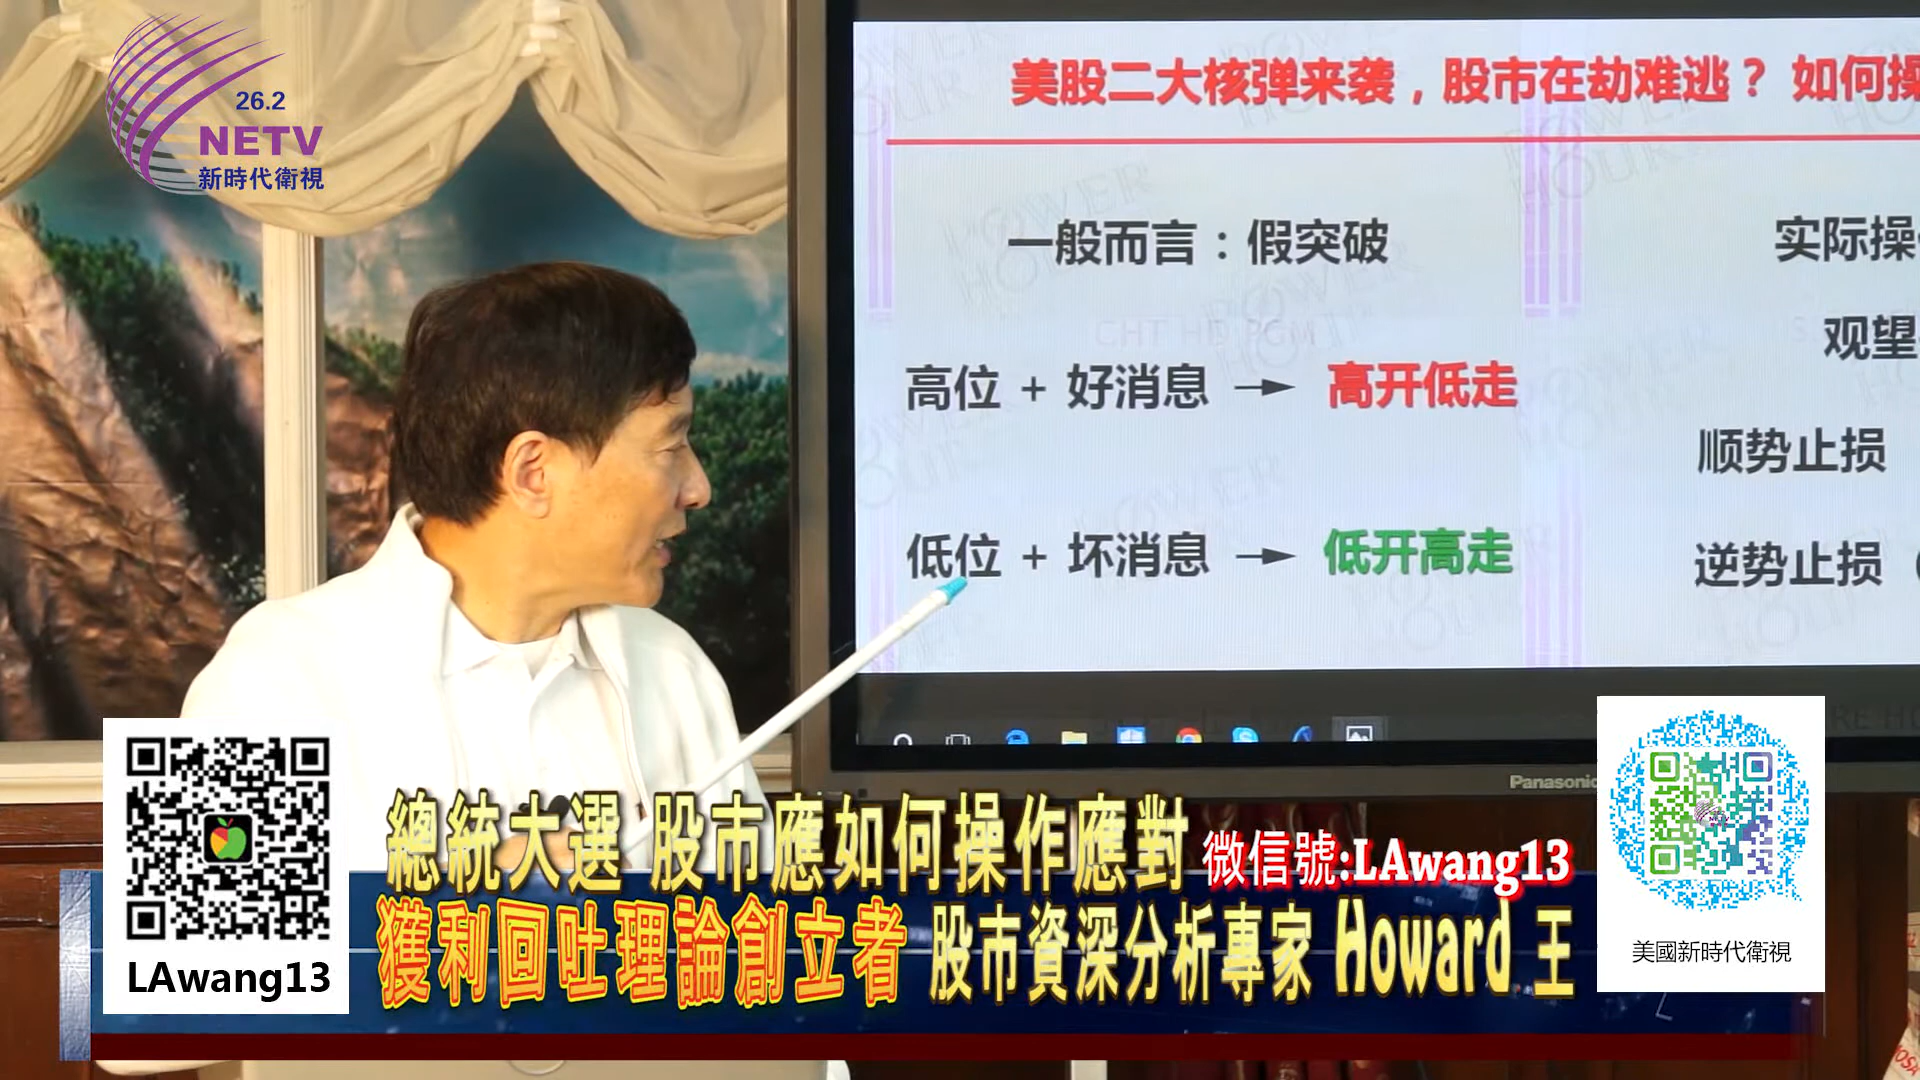 26.2
NETV
新時代衛視
美股二大核弹来袭，股市在劫难逃？ 如何操
一般而言：假突破
实际操
观望
高位 + 好消息 → 高开低走
顺势止损
低位 + 坏消息 → 低开高走
逆势止损（
CHT HD PGM
POWER HOUR
Panasonic
總統大選 股市應如何操作應對
微信號:LAwang13
獲利回吐理論創立者
股市資深分析專家 Howard 王
LAwang13
美國新時代衛視